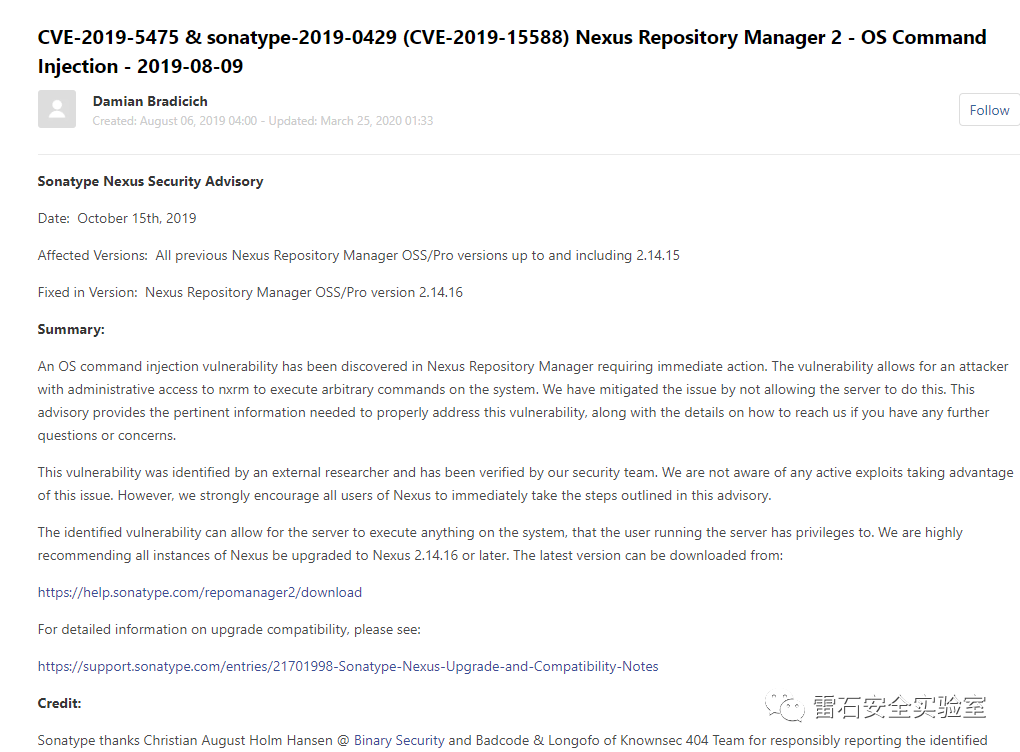 CVE-2019-5475 & sonatype-2019-0429 (CVE-2019-15588) Nexus Repository Manager 2 - OS Command
Injection - 2019-08-09
Damian Bradicich
Created: August 06, 2019 04:00 - Updated: March 25, 2020 01:33
Follow
Sonatype Nexus Security Advisory
Date:  October 15th, 2019
Affected Versions:  All previous Nexus Repository Manager OSS/Pro versions up to and including 2.14.15
Fixed in Version:  Nexus Repository Manager OSS/Pro version 2.14.16
Summary:
An OS command injection vulnerability has been discovered in Nexus Repository Manager requiring immediate action. The vulnerability allows for an attacker
with administrative access to nxrm to execute arbitrary commands on the system. We have mitigated the issue by not allowing the server to do this. This
advisory provides the pertinent information needed to properly address this vulnerability, along with the details on how to reach us if you have any further
questions or concerns.
This vulnerability was identified by an external researcher and has been verified by our security team. We are not aware of any active exploits taking advantage
of this issue. However, we strongly encourage all users of Nexus to immediately take the steps outlined in this advisory.
The identified vulnerability can allow for the server to execute anything on the system, that the user running the server has privileges to. We are highly
recommending all instances of Nexus be upgraded to Nexus 2.14.16 or later. The latest version can be downloaded from:
https://help.sonatype.com/repomanager2/download
For detailed information on upgrade compatibility, please see:
https://support.sonatype.com/entries/21701998-Sonatype-Nexus-Upgrade-and-Compatibility-Notes
Credit:
雷石安全实验室
Sonatype thanks Christian August Holm Hansen @ Binary Security and Badcode & Longofo of Knownsec 404 Team for responsibly reporting the identified